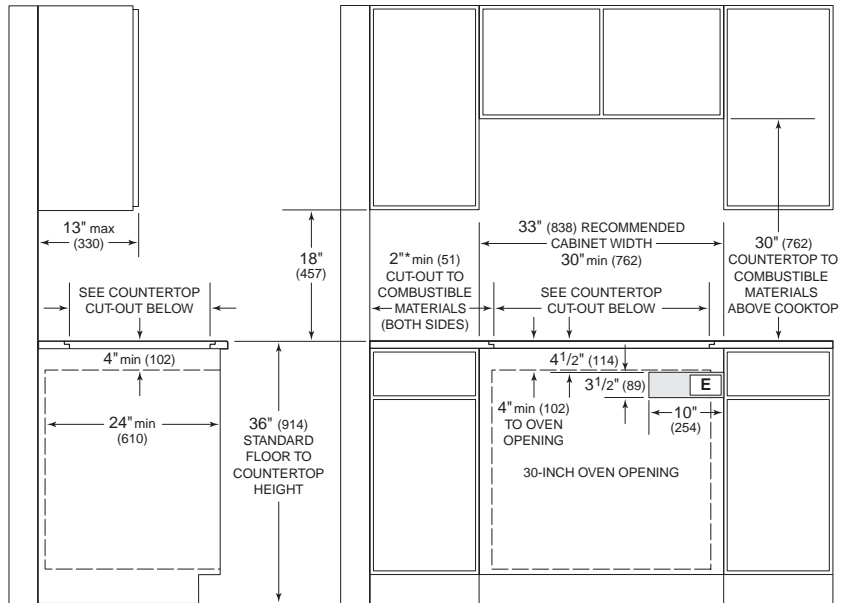 13" max
(330)
18"
(457)
2"* min (51)
CUT-OUT TO
COMBUSTIBLE
MATERIALS
(BOTH SIDES)
33" (838) RECOMMENDED
CABINET WIDTH
30" min (762)
30" (762)
COUNTERTOP TO
COMBUSTIBLE
MATERIALS
ABOVE COOKTOP
SEE COUNTERTOP
CUT-OUT BELOW
SEE COUNTERTOP
CUT-OUT BELOW
4" min (102)
24" min
(610)
36" (914)
STANDARD
FLOOR TO
COUNTERTOP
HEIGHT
4 1/2" (114)
3 1/2" (89)
E
4" min (102)
TO OVEN
OPENING
10"
(254)
30-INCH OVEN OPENING